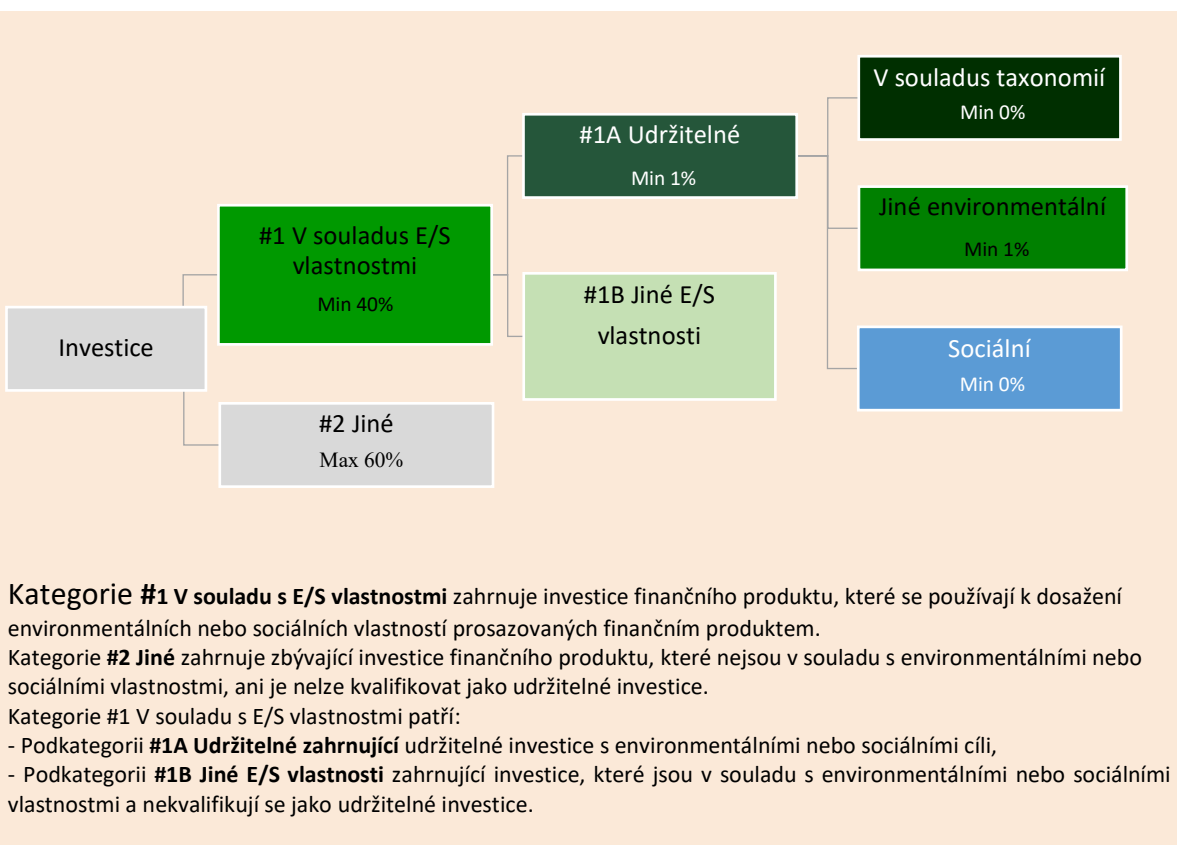 V souladus taxonomií
Min 0%
#1A Udržitelné
Min 1%
Jiné environmentální
Min 1%
#1 V souladus E/S
vlastnostmi
Min 40%
#1B Jiné E/S
vlastnosti
Investice
Sociální
Min 0%
#2 Jiné
Max 60%
Kategorie #1 V souladu s E/S vlastnostmi zahrnuje investice finančního produktu, které se používají k dosažení
environmentálních nebo sociálních vlastností prosazovaných finančním produktem.
Kategorie #2 Jiné zahrnuje zbývající investice finančního produktu, které nejsou v souladu s environmentálními nebo
sociálními vlastnostmi, ani je nelze kvalifikovat jako udržitelné investice.
Kategorie #1 V souladu s E/S vlastnostmi patří:
- Podkategorii #1A Udržitelné zahrnující udržitelné investice s environmentálními nebo sociálními cíli,
- Podkategorii #1B Jiné E/S vlastnosti zahrnující investice, které jsou v souladu s environmentálními nebo sociálními
vlastnostmi a nekvalifikují se jako udržitelné investice.